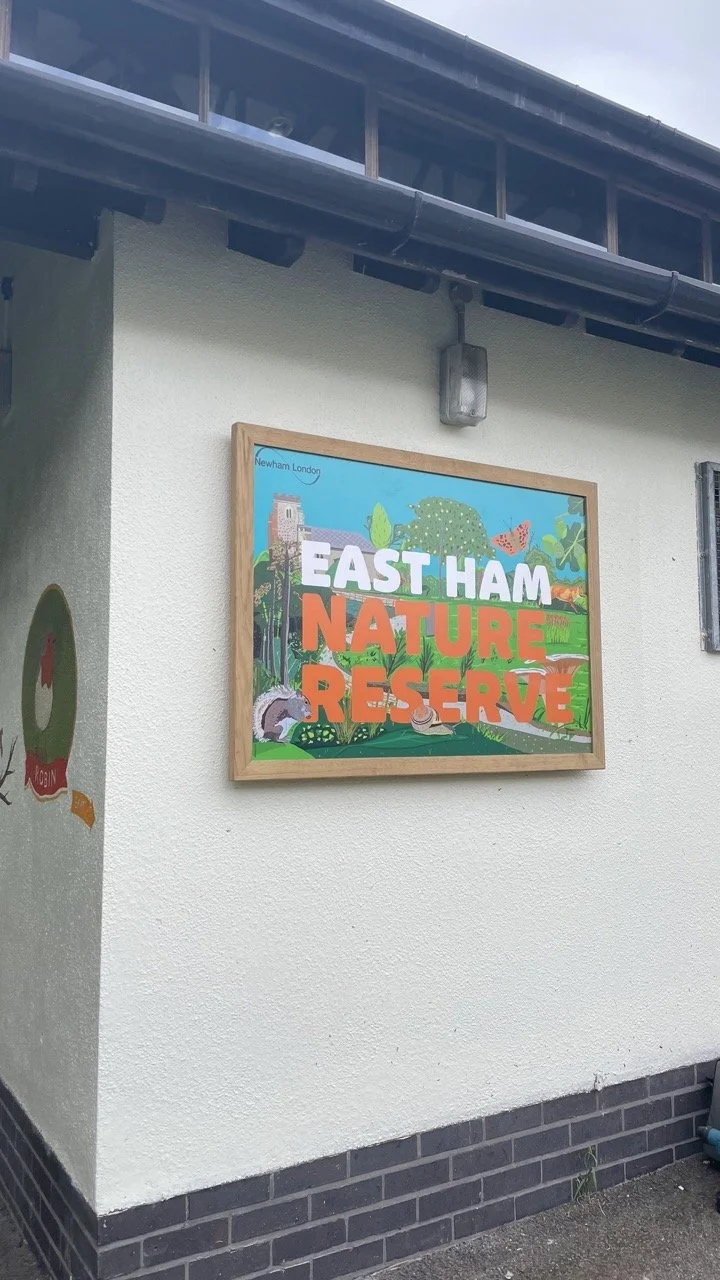 Newham London
EAST HAM
NATURE
RESERVE
ROBIN